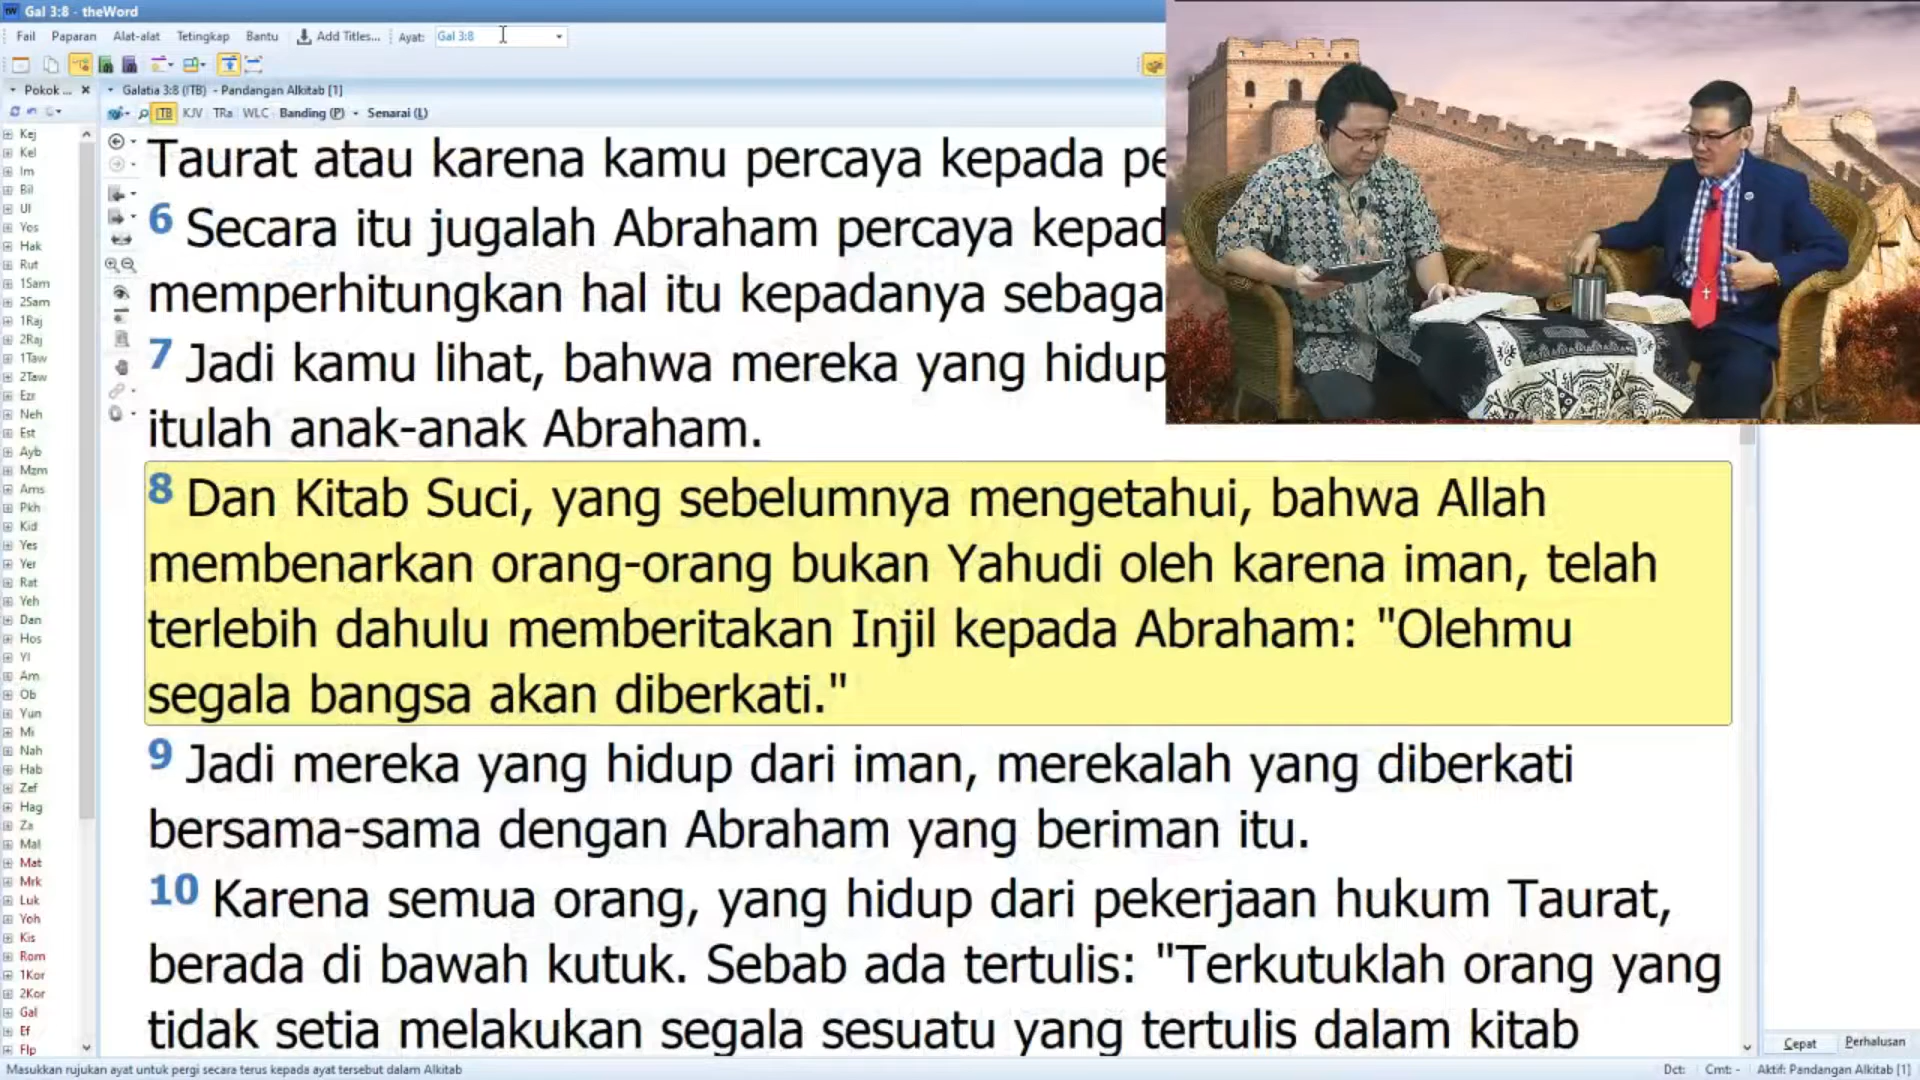 Gal 3:8 - theWord
Fail Paparan Alat-alat Tetingkap Bantu Add Titles... Ayat: Gal 3:8
Pokok ... Galatia 3:8 (ITB) - Pandangan Alkitab [1]
ITB KJV TRa WLC Banding (P) Senarai (L)
Kej
Kel
Im
Bil
Ul
Yos
Hak
Rut
1Sam
2Sam
1Raj
2Raj
1Taw
2Taw
Ezr
Neh
Est
Ayb
Mzm
Ams
Pkh
Kid
Yes
Yer
Rat
Yeh
Dan
Hos
Yl
Am
Ob
Yun
Mi
Nah
Hab
Zef
Hag
Za
Mal
Mat
Mrk
Luk
Yoh
Kis
Rom
1Kor
2Kor
Gal
Ef
Flp
Taurat atau karena kamu percaya kepada pe
6 Secara itu jugalah Abraham percaya kepad
memperhitungkan hal itu kepadanya sebaga
7 Jadi kamu lihat, bahwa mereka yang hidup
itulah anak-anak Abraham.
8 Dan Kitab Suci, yang sebelumnya mengetahui, bahwa Allah
membenarkan orang-orang bukan Yahudi oleh karena iman, telah
terlebih dahulu memberitakan Injil kepada Abraham: "Olehmu
segala bangsa akan diberkati."
9 Jadi mereka yang hidup dari iman, merekalah yang diberkati
bersama-sama dengan Abraham yang beriman itu.
10 Karena semua orang, yang hidup dari pekerjaan hukum Taurat,
berada di bawah kutuk. Sebab ada tertulis: "Terkutuklah orang yang
tidak setia melakukan segala sesuatu yang tertulis dalam kitab
Cepat Perhalusan
Masukkan rujukan ayat untuk pergi secara terus kepada ayat tersebut dalam Alkitab
Dct: Cmt: - Aktif: Pandangan Alkitab [1]